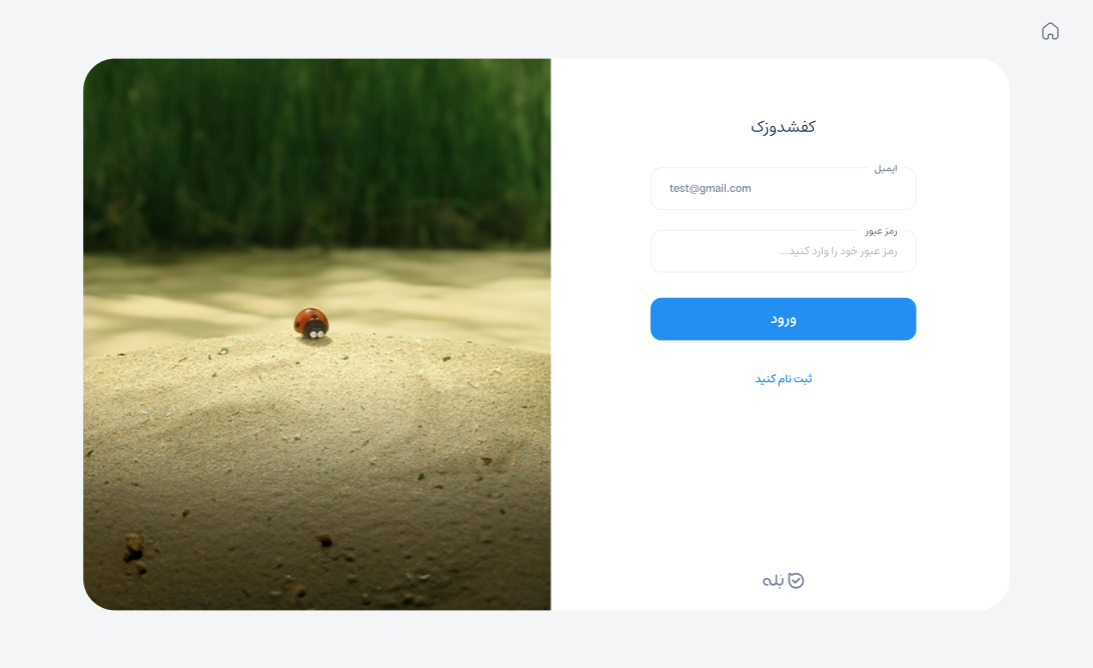 کفشدوزک
ایمیل
test@gmail.com
رمز عبور
رمز عبور خود را وارد کنید...
ورود
ثبت نام کنید
بله